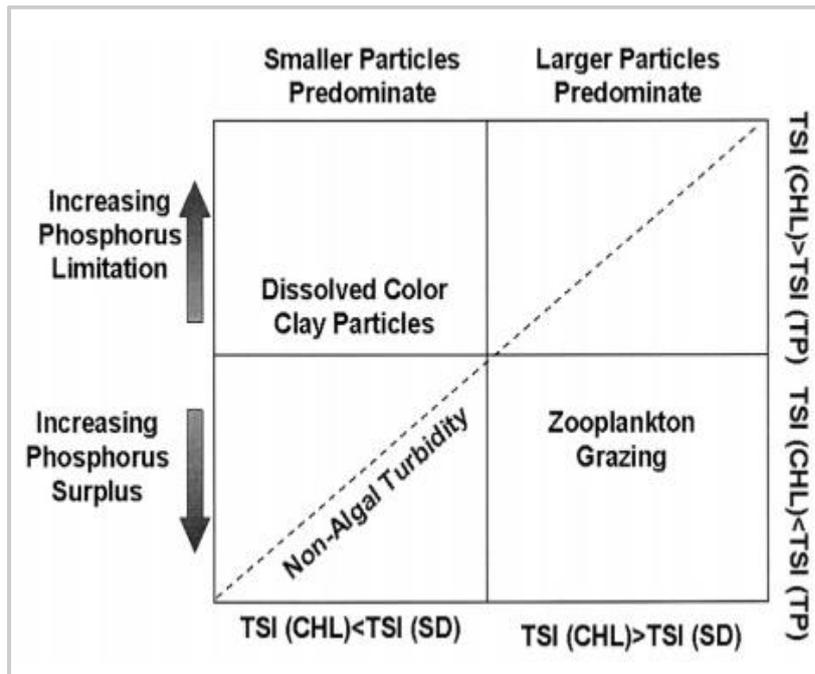 Smaller Particles
Predominate
Larger Particles
Predominate
Increasing
Phosphorus
Limitation
Dissolved Color
Clay Particles
TSI (CHL)>TSI (TP)
Increasing
Phosphorus
Surplus
Non-Algal Turbidity
Zooplankton
Grazing
TSI (CHL)<TSI (TP)
TSI (CHL)<TSI (SD)
TSI (CHL)>TSI (SD)